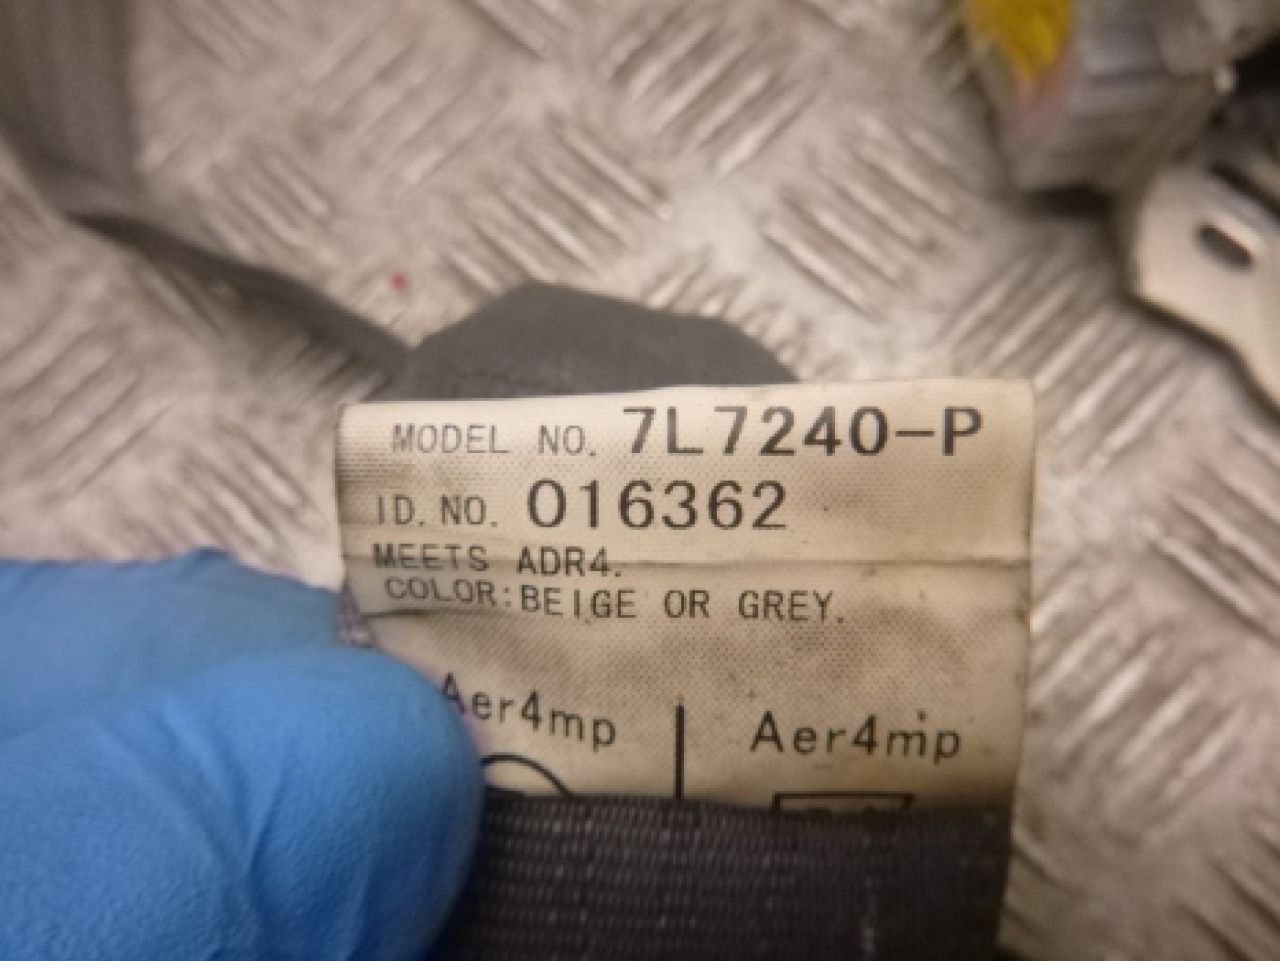 MODEL NO. 7L7240-P
ID. NO. 016362
MEETS ADR4.
COLOR:BEIGE OR GREY.
Aer4mp | Aer4mp